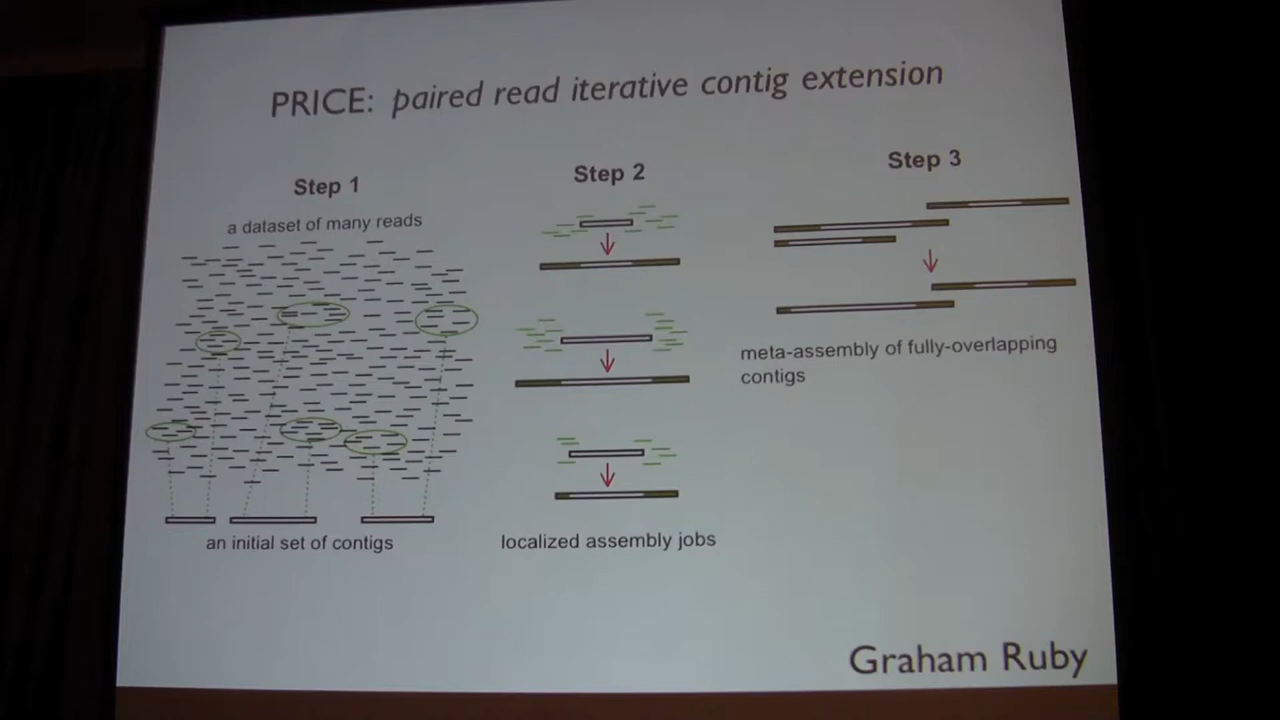 PRICE: paired read iterative contig extension
Step 1
a dataset of many reads
an initial set of contigs
Step 2
localized assembly jobs
Step 3
meta-assembly of fully-overlapping
contigs
Graham Ruby